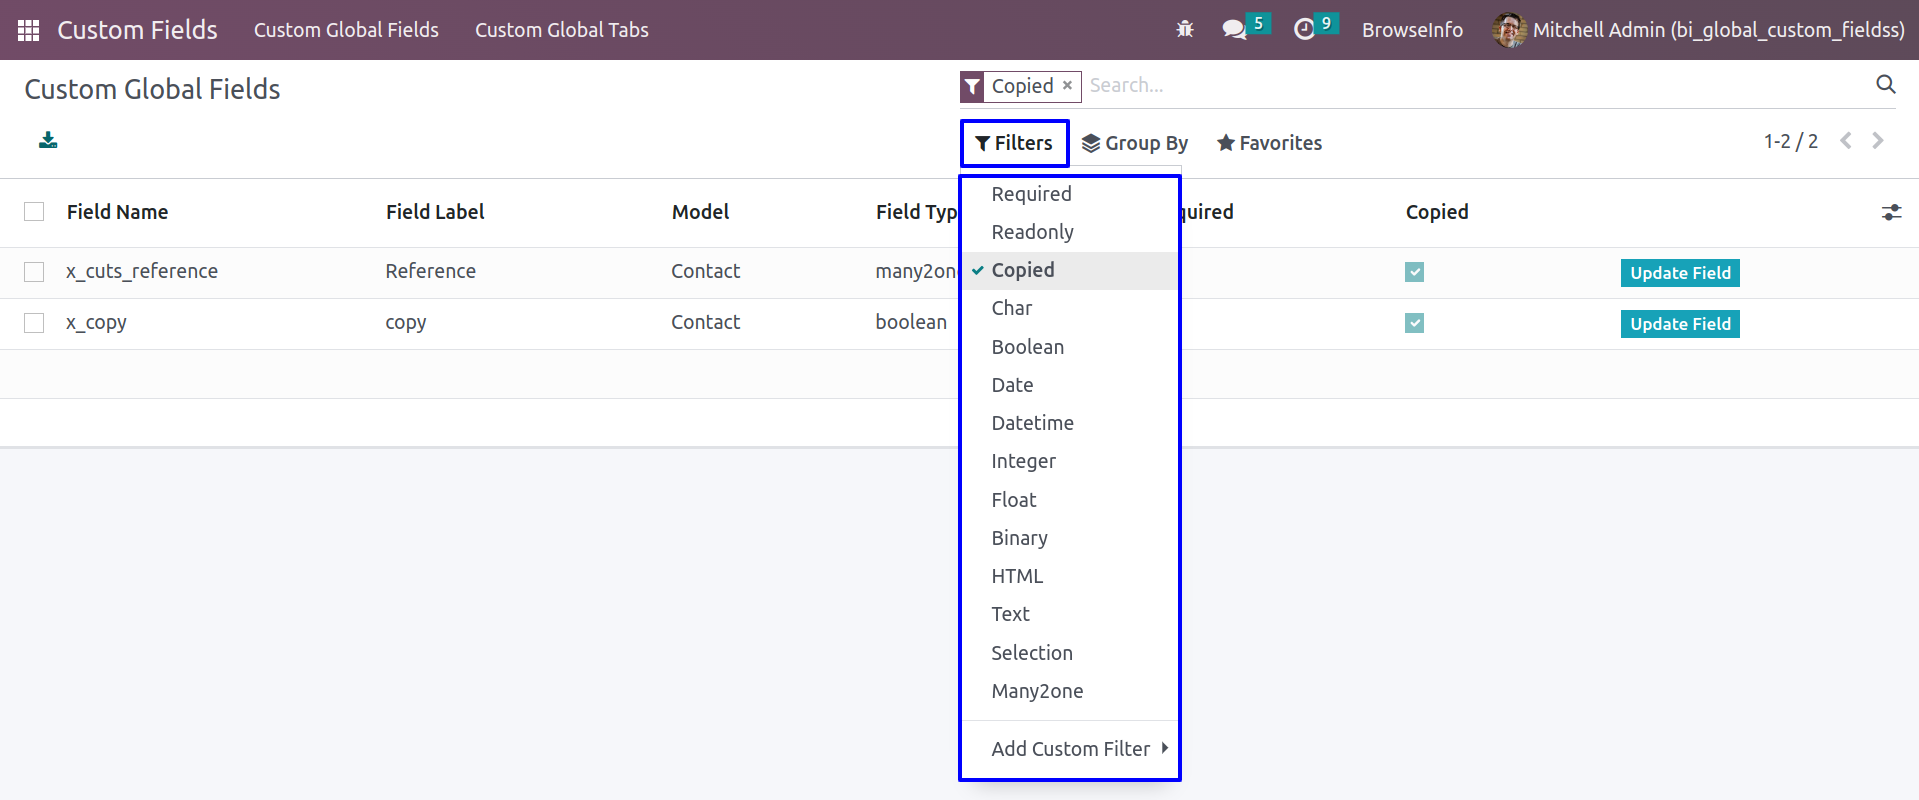 Custom Fields Custom Global Fields Custom Global Tabs 5 9 BrowseInfo Mitchell Admin (bi_global_custom_fieldss)
Custom Global Fields Copied × Search...
Filters Group By Favorites 1-2 / 2
Field Name Field Label Model Field Typ quired Copied
x_cuts_reference Reference Contact many2on Update Field
x_copy copy Contact boolean Update Field
Required
Readonly
Copied
Char
Boolean
Date
Datetime
Integer
Float
Binary
HTML
Text
Selection
Many2one
Add Custom Filter